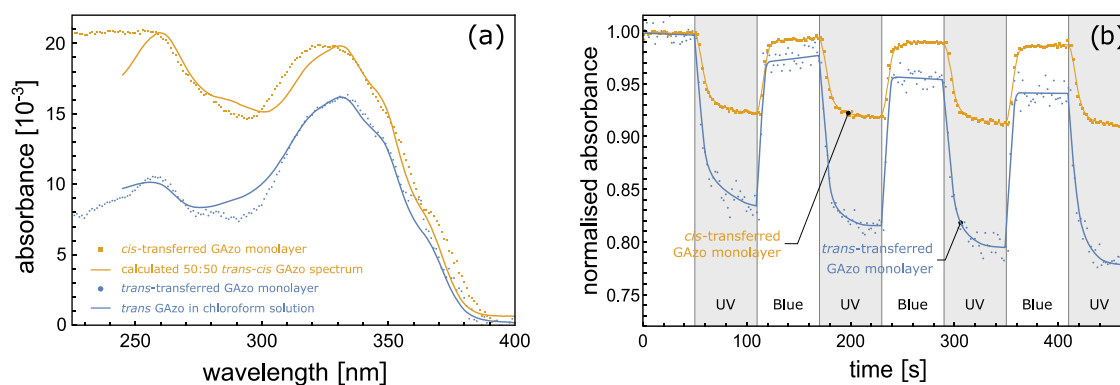 (a)
absorbance [10⁻³]
20
15
10
5
0
cis-transferred GAzo monolayer
calculated 50:50 trans-cis GAzo spectrum
trans-transferred GAzo monolayer
trans GAzo in chloroform solution
250 300 350 400
wavelength [nm]
(b)
normalised absorbance
1.00
0.95
0.90
0.85
0.80
0.75
cis-transferred
GAzo monolayer
trans-transferred
GAzo monolayer
UV Blue UV Blue UV Blue UV
0 100 200 300 400
time [s]